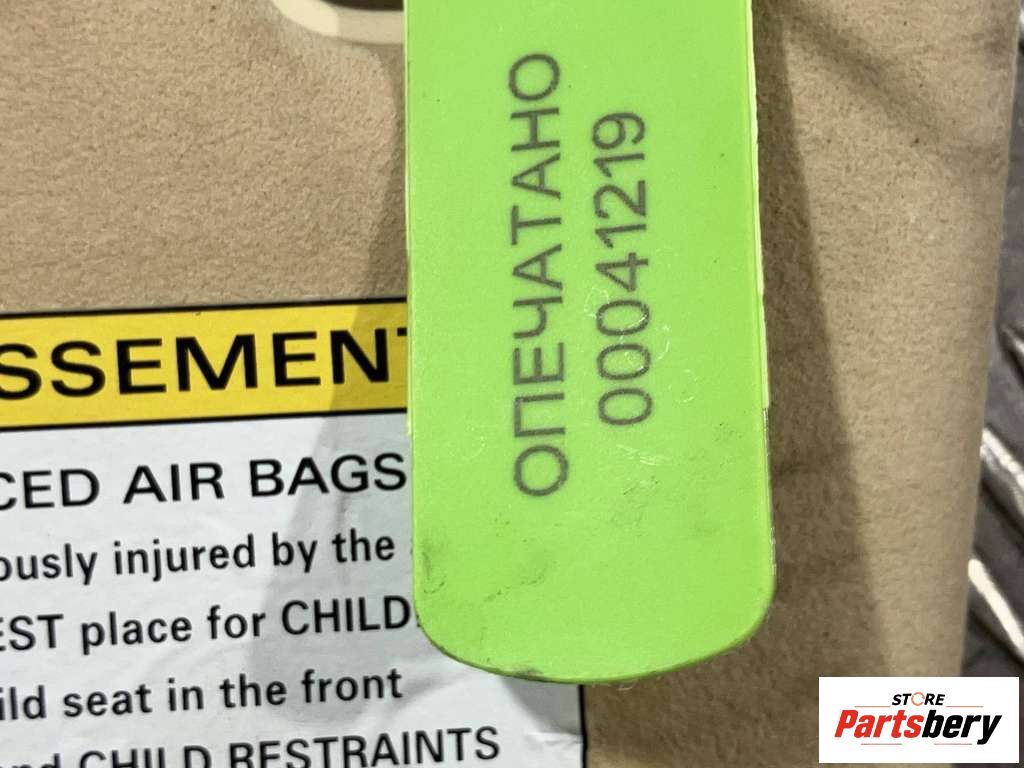 ОПЕЧАТАНО
00041219
SSEMENT
CED AIR BAGS
ously injured by the
EST place for CHILD
ild seat in the front
and CHILD RESTRAINTS
STORE
Partsbery